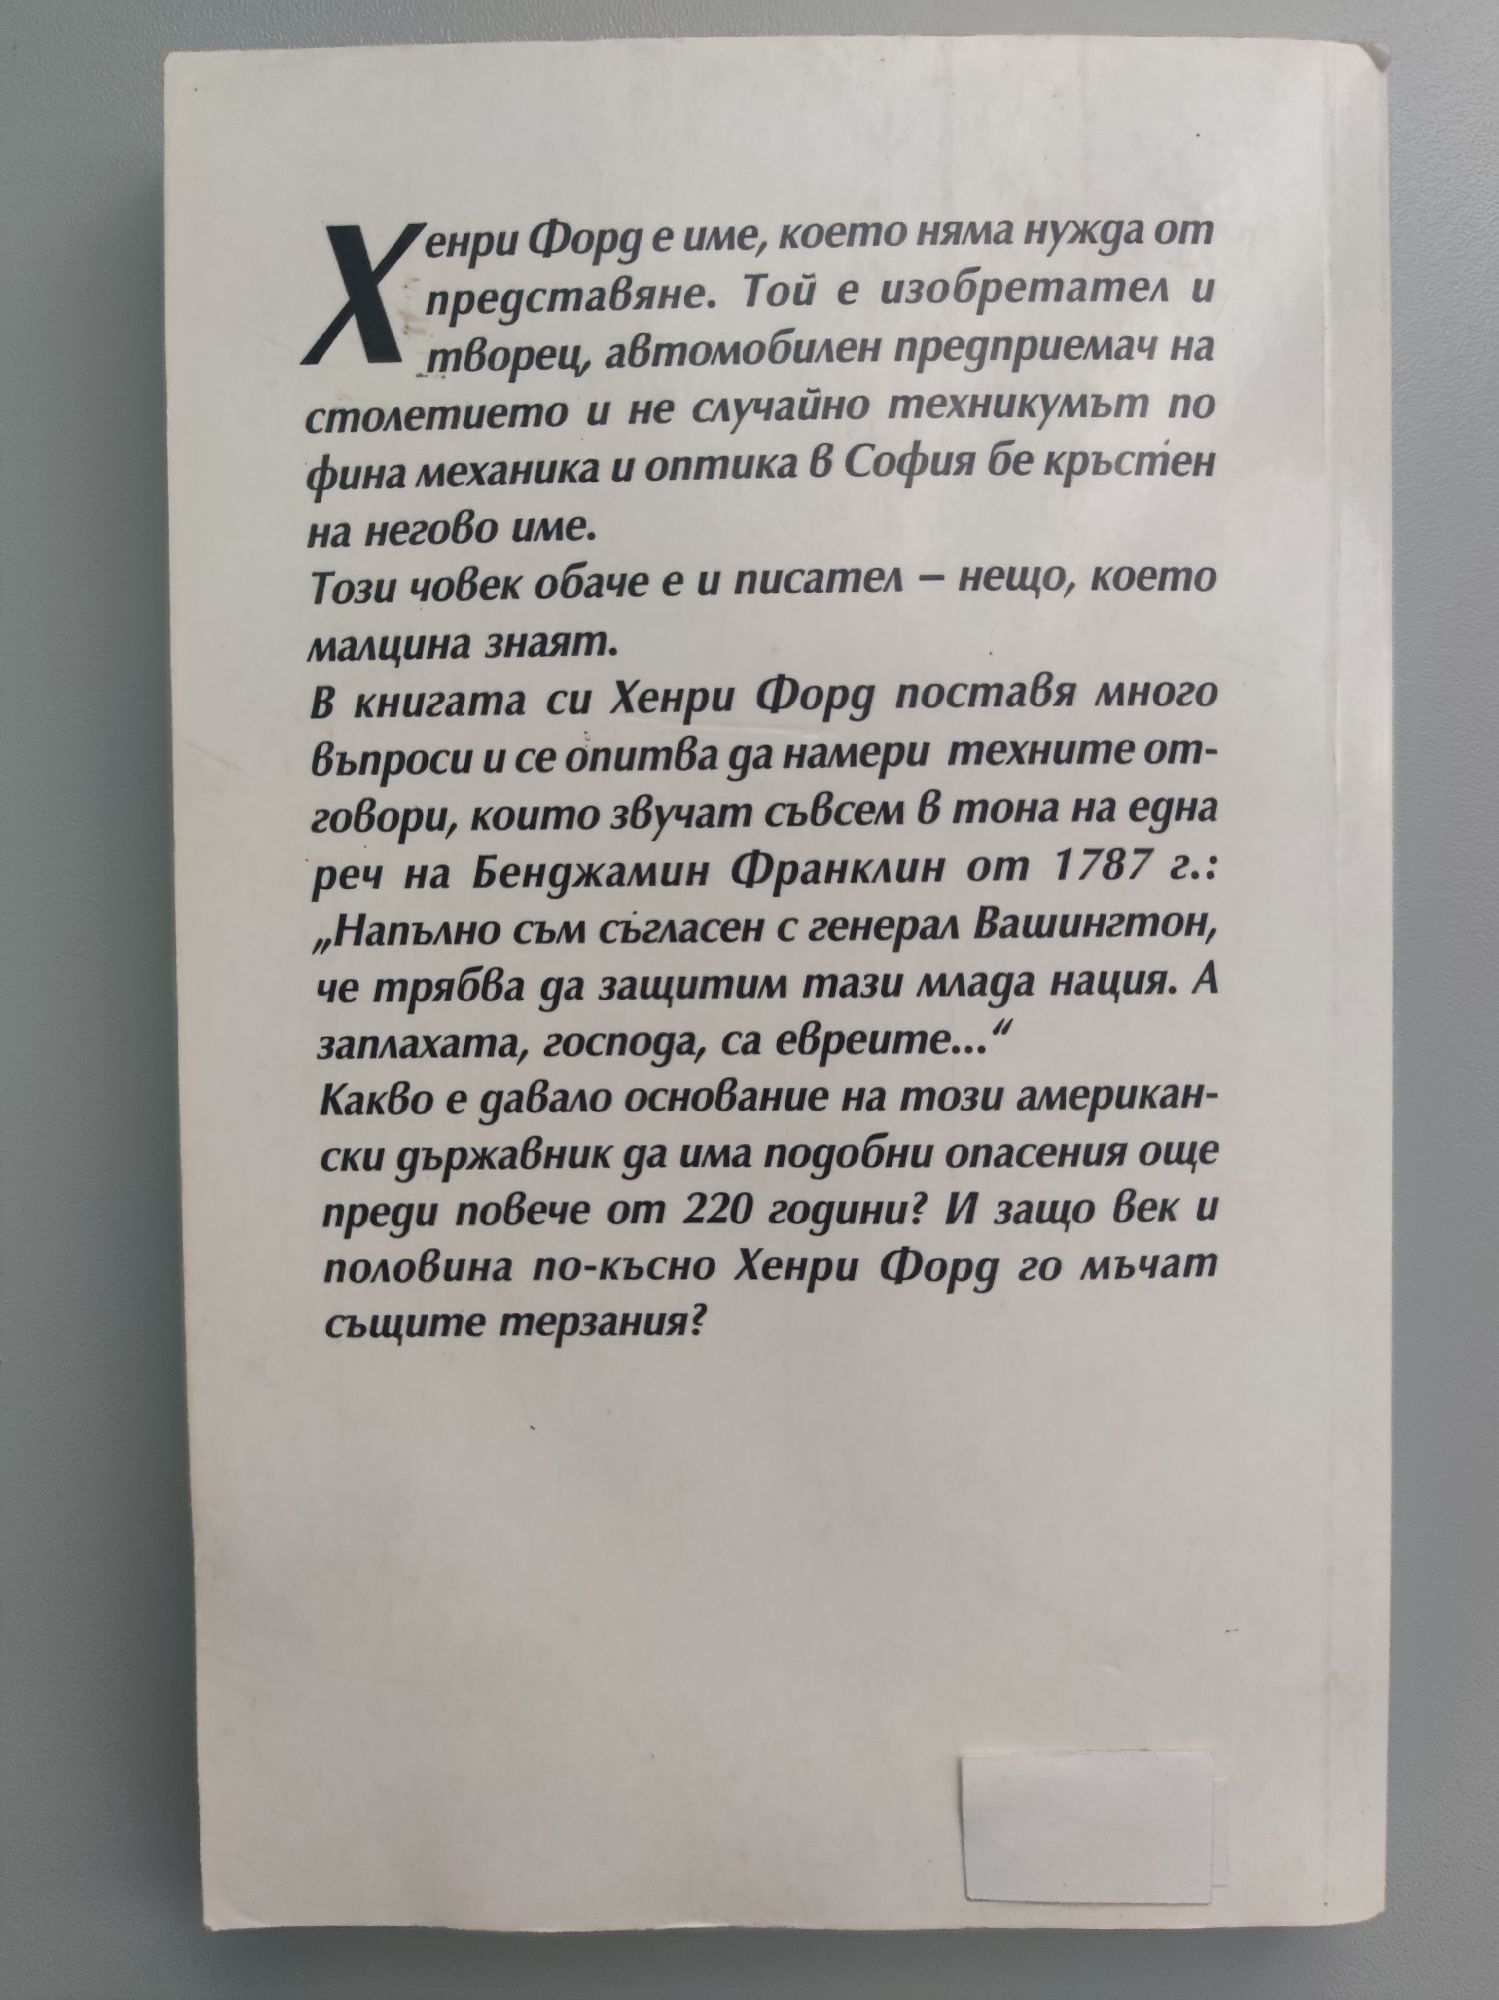 Хенри Форд е име, което няма нужда от
представяне. Той е изобретател и
творец, автомобилен предприемач на
столетието и не случайно техникумът по
фина механика и оптика в София бе кръстен
на негово име.
Този човек обаче е и писател – нещо, което
малцина знаят.
В книгата си Хенри Форд поставя много
въпроси и се опитва да намери техните от-
говори, които звучат съвсем в тона на една
реч на Бенджамин Франклин от 1787 г.:
„Напълно съм съгласен с генерал Вашингтон,
че трябва да защитим тази млада нация. А
заплахата, господа, са евреите...“
Какво е давало основание на този американ-
ски държавник да има подобни опасения още
преди повече от 220 години? И защо век и
половина по-късно Хенри Форд го мъчат
същите терзания?